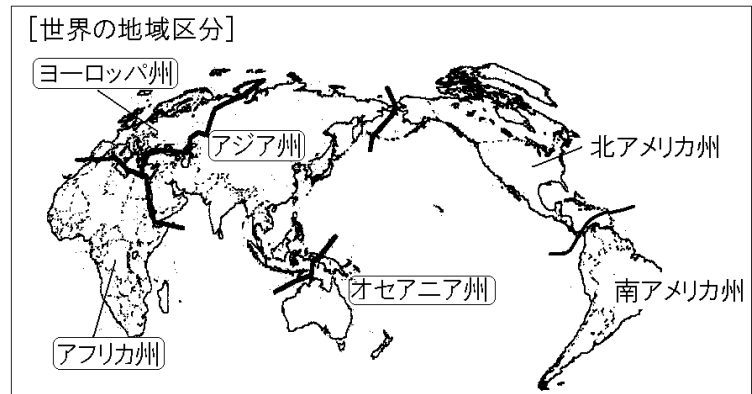 [世界の地域区分]
ヨーロッパ州
アジア州
北アメリカ州
オセアニア州
南アメリカ州
アフリカ州